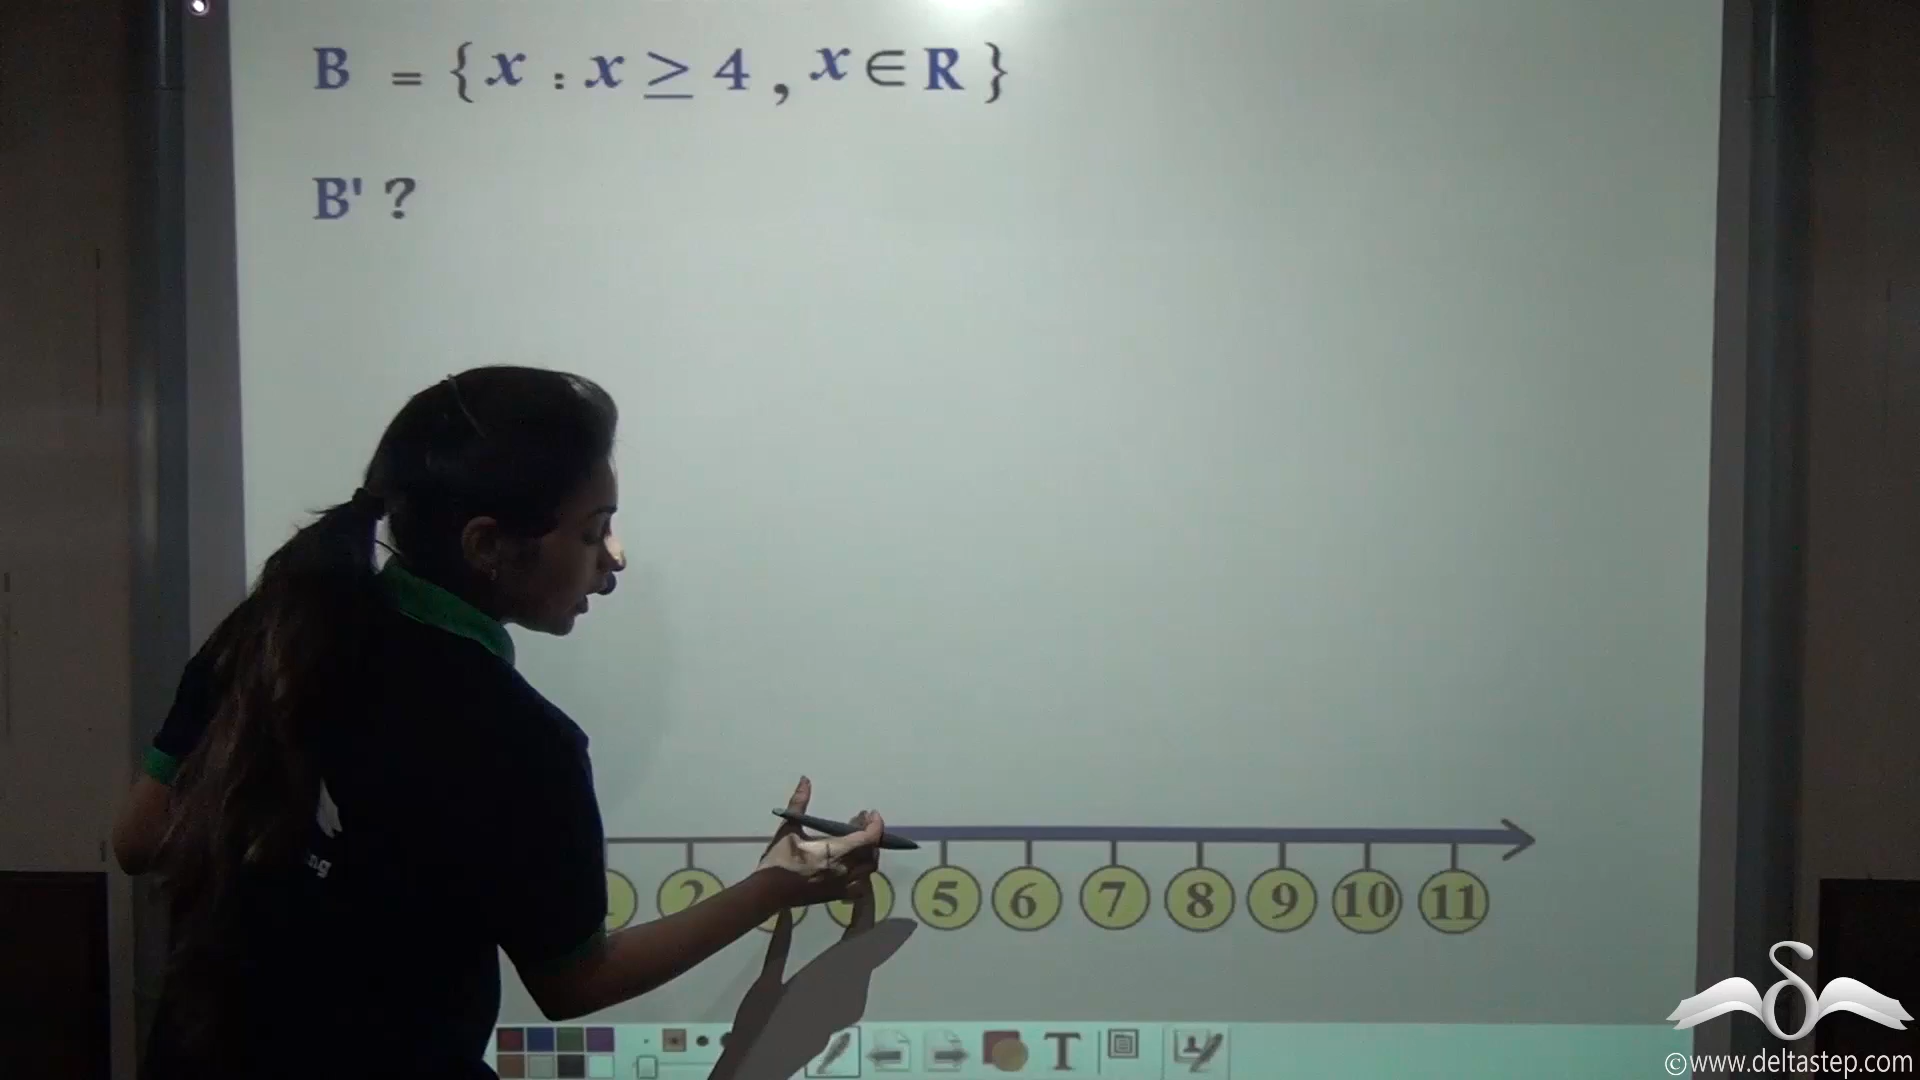 B = {x : x ≥ 4 , x ∈ R }
B' ?
2 5 6 7 8 9 10 11
T
©www.deltastep.com